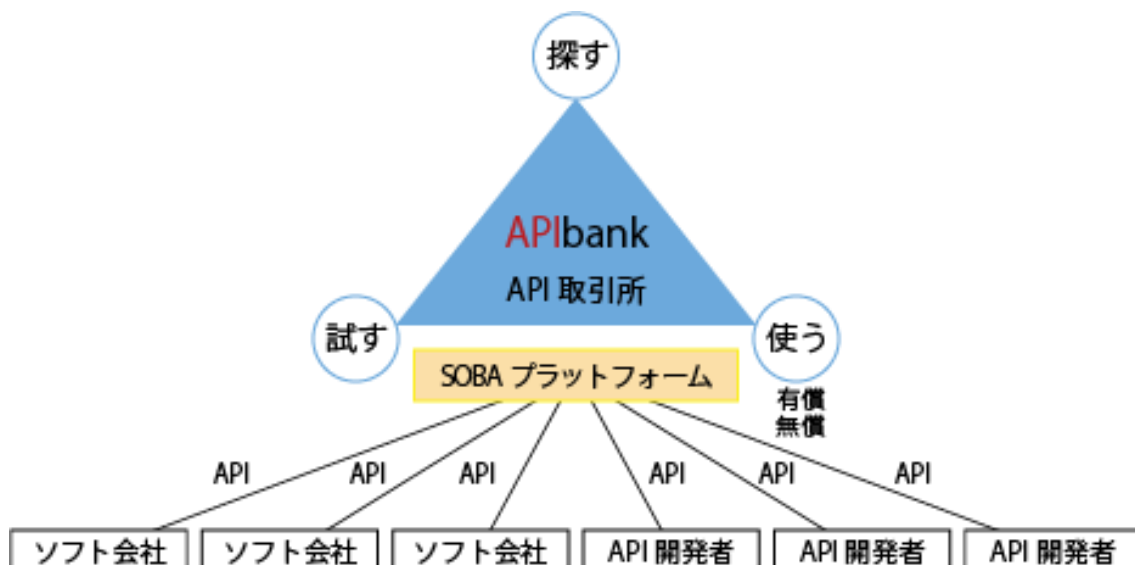 探す
APIbank
API 取引所
試す
使う
SOBA プラットフォーム
有償
無償
API API API API API API
ソフト会社 ソフト会社 ソフト会社 API 開発者 API 開発者 API 開発者